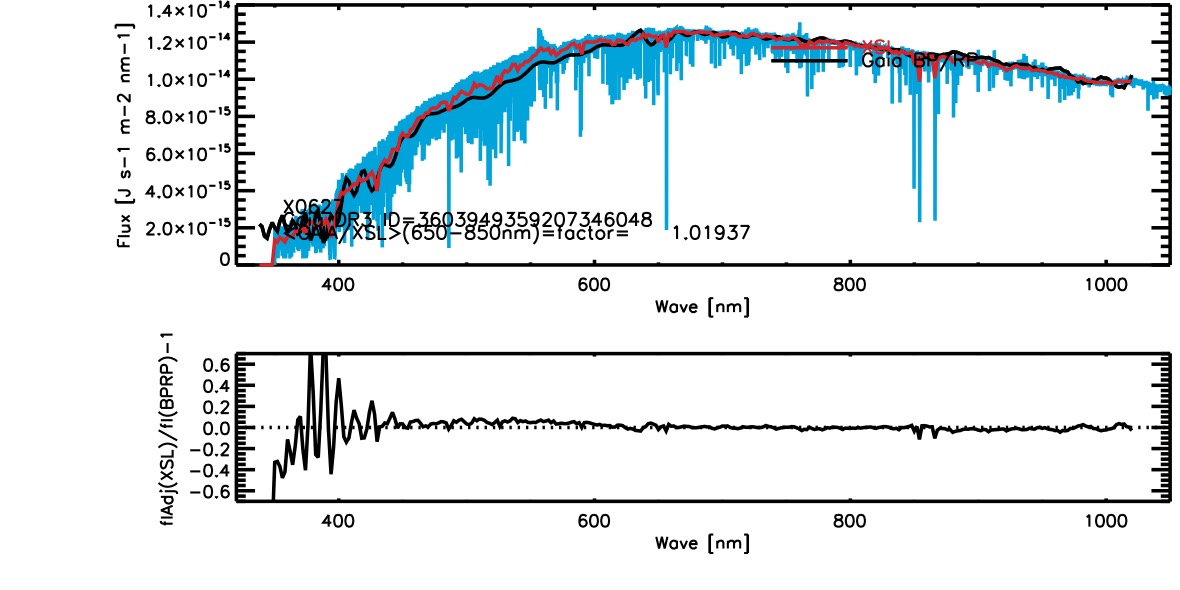 1.4×10−14
1.2×10−14
1.0×10−14
8.0×10−15
6.0×10−15
4.0×10−15
2.0×10−15
0
Flux [J s−1 m−2 nm−1]
XSL
Gaia BP/RP
X0627
GaiaDR3 ID=3603949359207346048
<GAIA/XSL>(650−850nm)=factor= 1.01937
400 600 800 1000
Wave [nm]
0.6
0.4
0.2
0.0
−0.2
−0.4
−0.6
flAdj(XSL)/fl(BPRP)−1
400 600 800 1000
Wave [nm]